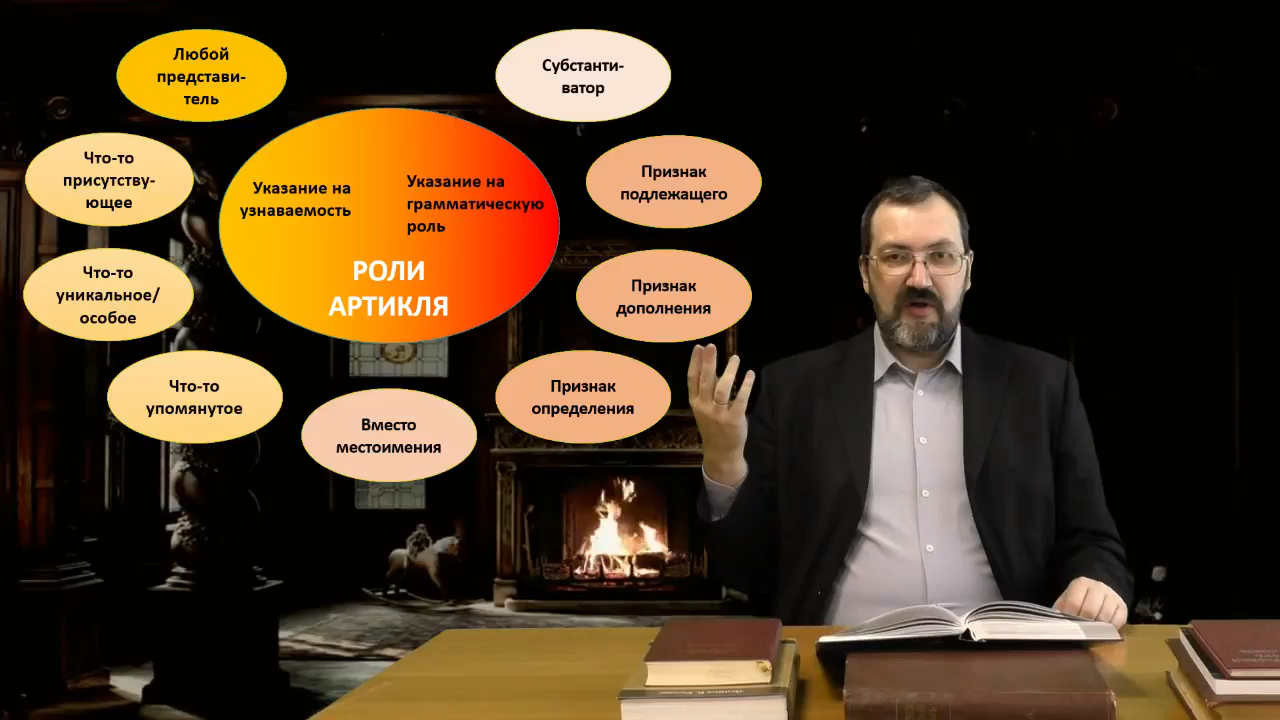 Любой
представи-
тель
Субстанти-
ватор
Что-то
присутству-
ющее
Указание на
узнаваемость
Указание на
грамматическую
роль
Признак
подлежащего
РОЛИ
АРТИКЛЯ
Что-то
уникальное/
особое
Признак
дополнения
Что-то
упомянутое
Вместо
местоимения
Признак
определения